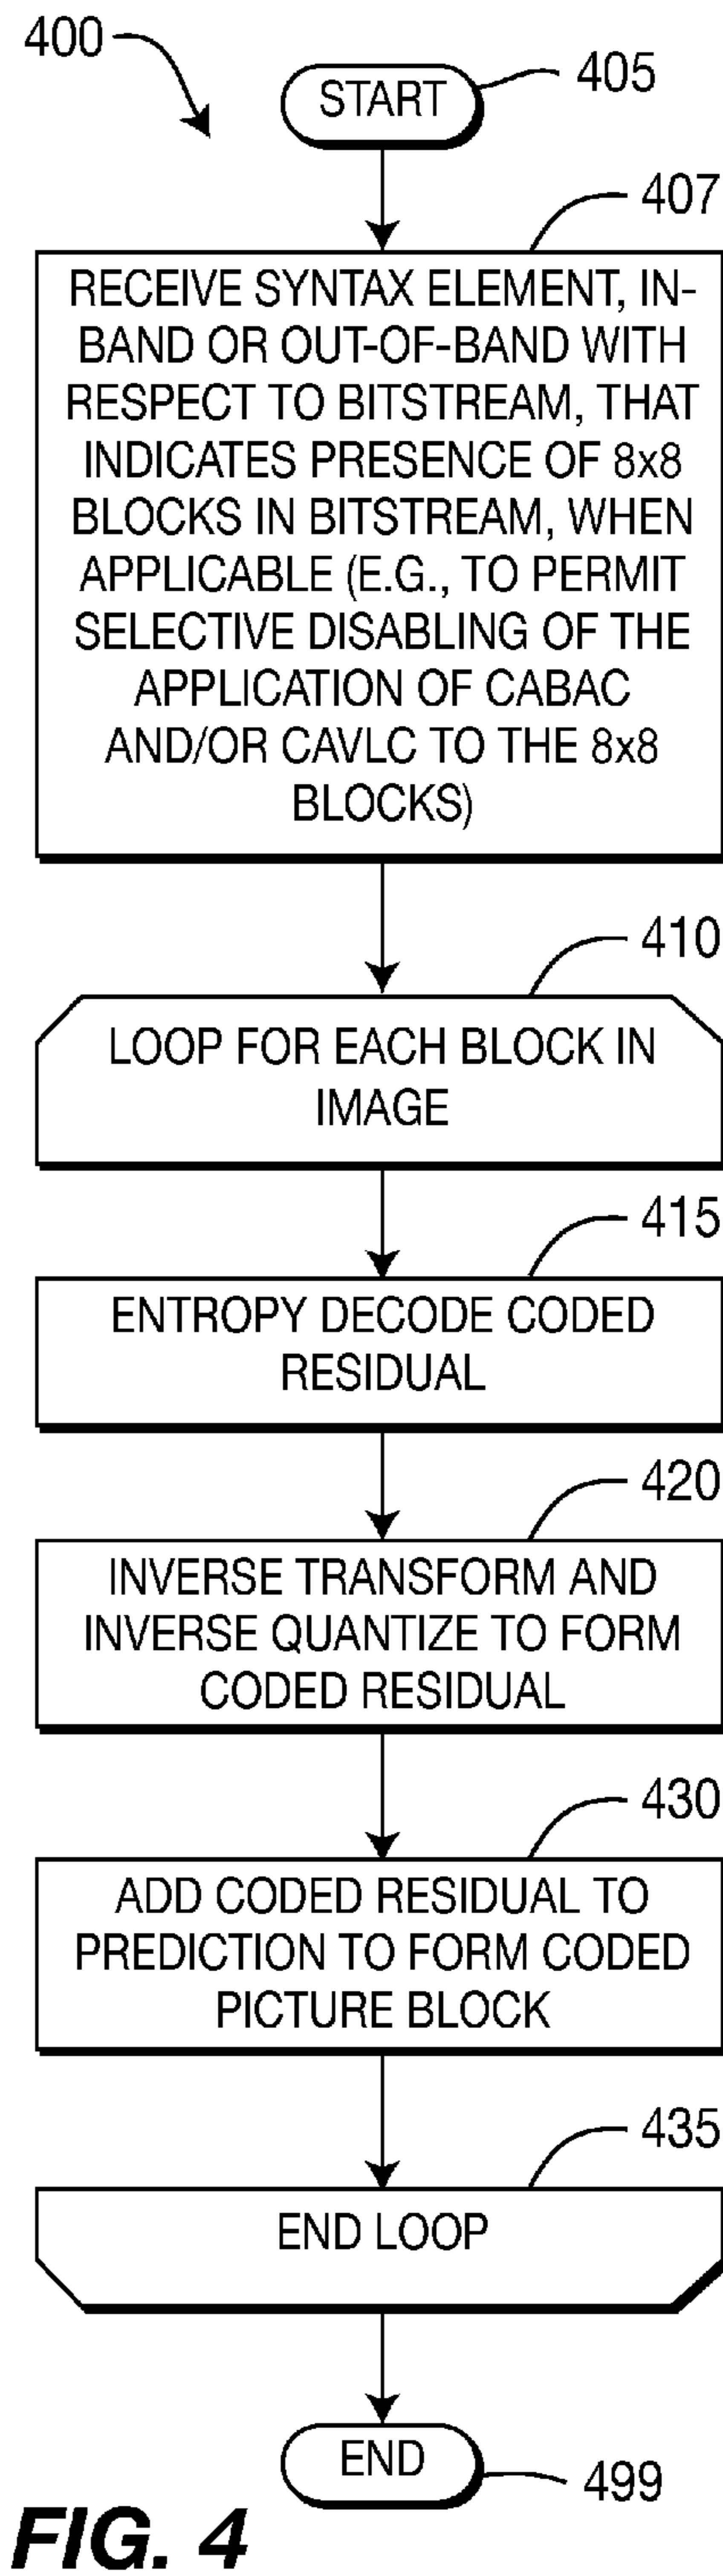 400
START
405
407
RECEIVE SYNTAX ELEMENT, IN-
BAND OR OUT-OF-BAND WITH
RESPECT TO BITSTREAM, THAT
INDICATES PRESENCE OF 8x8
BLOCKS IN BITSTREAM, WHEN
APPLICABLE (E.G., TO PERMIT
SELECTIVE DISABLING OF THE
APPLICATION OF CABAC
AND/OR CAVLC TO THE 8x8
BLOCKS)
410
LOOP FOR EACH BLOCK IN
IMAGE
415
ENTROPY DECODE CODED
RESIDUAL
420
INVERSE TRANSFORM AND
INVERSE QUANTIZE TO FORM
CODED RESIDUAL
430
ADD CODED RESIDUAL TO
PREDICTION TO FORM CODED
PICTURE BLOCK
435
END LOOP
END
499
FIG. 4